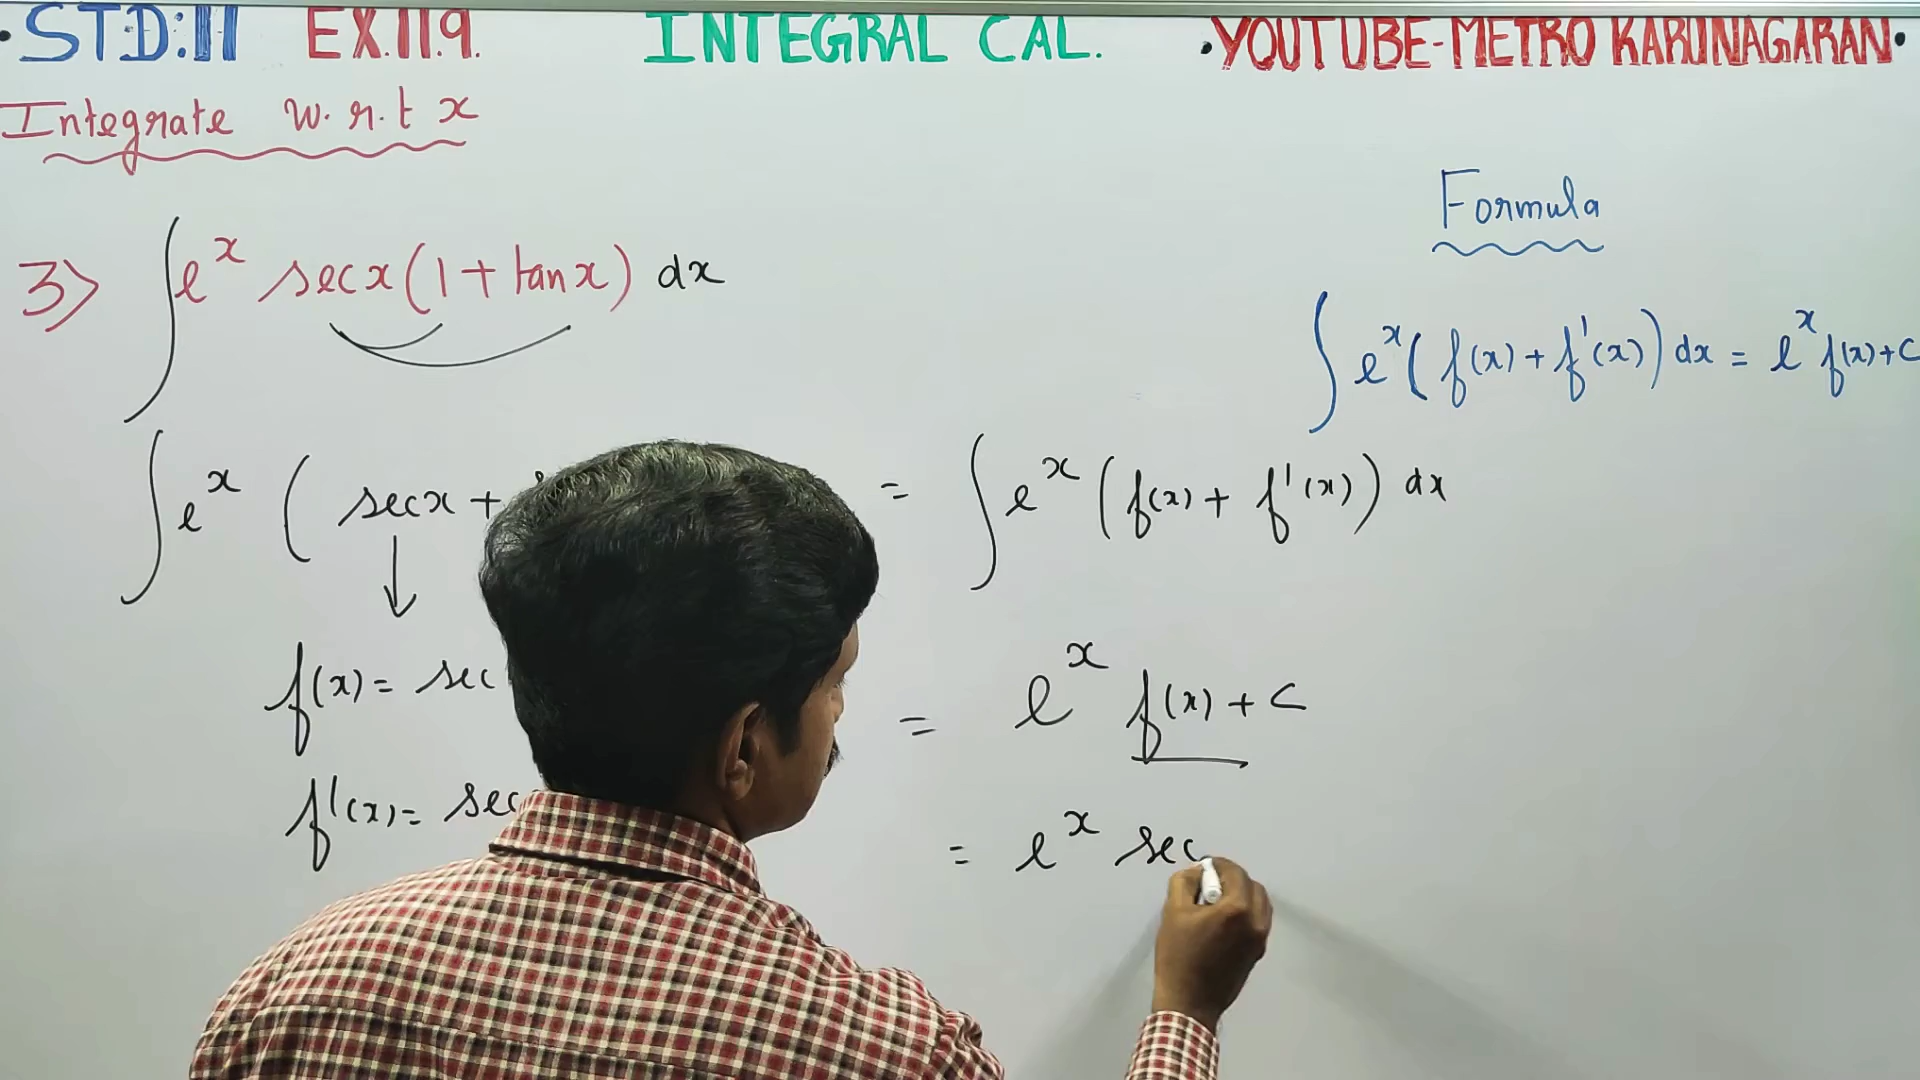 •STD:11 EX.11.9. INTEGRAL CAL. •YOUTUBE-METRO KARUNAGARAN•
Integrate w.r.t x
Formula
3) ∫e^x secx(1+tanx) dx
∫e^x(f(x)+f'(x))dx = e^x f(x)+c
∫e^x ( secx + = ∫e^x (f(x) + f'(x)) dx
f(x) = sec
= e^x f(x) + c
f'(x) = sec
= e^x sec